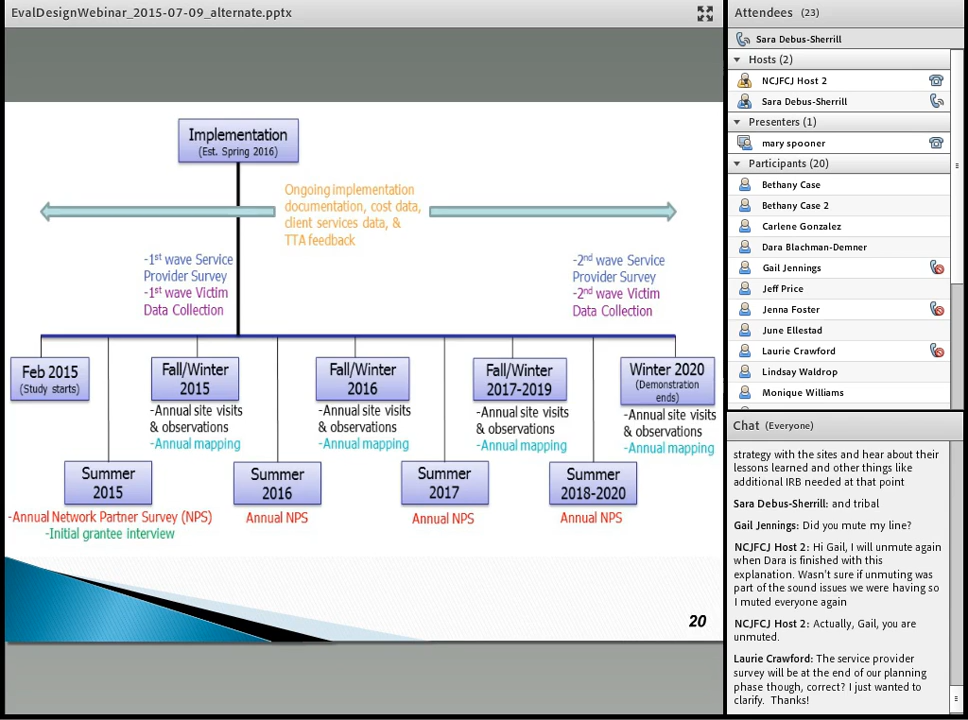 EvalDesignWebinar_2015-07-09_alternate.pptx
Implementation
(Est. Spring 2016)
Ongoing implementation
documentation, cost data,
client services data, &
TTA feedback
-1st wave Service
Provider Survey
-1st wave Victim
Data Collection
-2nd wave Service
Provider Survey
-2nd wave Victim
Data Collection
Feb 2015
(Study starts)
Fall/Winter
2015
-Annual site visits
& observations
-Annual mapping
Fall/Winter
2016
-Annual site visits
& observations
-Annual mapping
Fall/Winter
2017-2019
-Annual site visits
& observations
-Annual mapping
Winter 2020
(Demonstration
ends)
-Annual site visits
& observations
-Annual mapping
Summer
2015
-Annual Network Partner Survey (NPS)
-Initial grantee interview
Summer
2016
Annual NPS
Summer
2017
Annual NPS
Summer
2018-2020
Annual NPS
20
Attendees (23)
Sara Debus-Sherrill
Hosts (2)
NCJFCJ Host 2
Sara Debus-Sherrill
Presenters (1)
mary spooner
Participants (20)
Bethany Case
Bethany Case 2
Carlene Gonzalez
Dara Blachman-Demner
Gail Jennings
Jeff Price
Jenna Foster
June Ellestad
Laurie Crawford
Lindsay Waldrop
Monique Williams
Chat (Everyone)
strategy with the sites and hear about their
lessons learned and other things like
additional IRB needed at that point
Sara Debus-Sherrill: and tribal
Gail Jennings: Did you mute my line?
NCJFCJ Host 2: Hi Gail, I will unmute again
when Dara is finished with this
explanation. Wasn't sure if unmuting was
part of the sound issues we were having so
I muted everyone again
NCJFCJ Host 2: Actually, Gail, you are
unmuted.
Laurie Crawford: The service provider
survey will be at the end of our planning
phase though, correct? I just wanted to
clarify. Thanks!